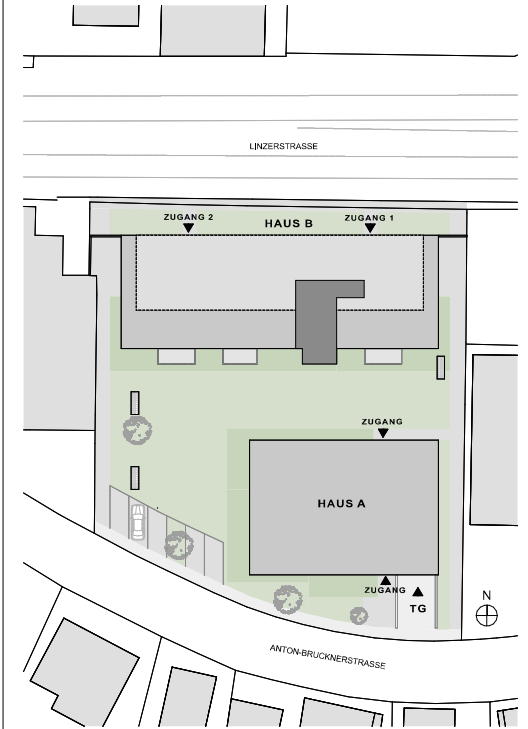 LINZERSTRASSE
ZUGANG 2
HAUS B
ZUGANG 1
ZUGANG
HAUS A
ZUGANG
TG
N
ANTON-BRUCKNERSTRASSE